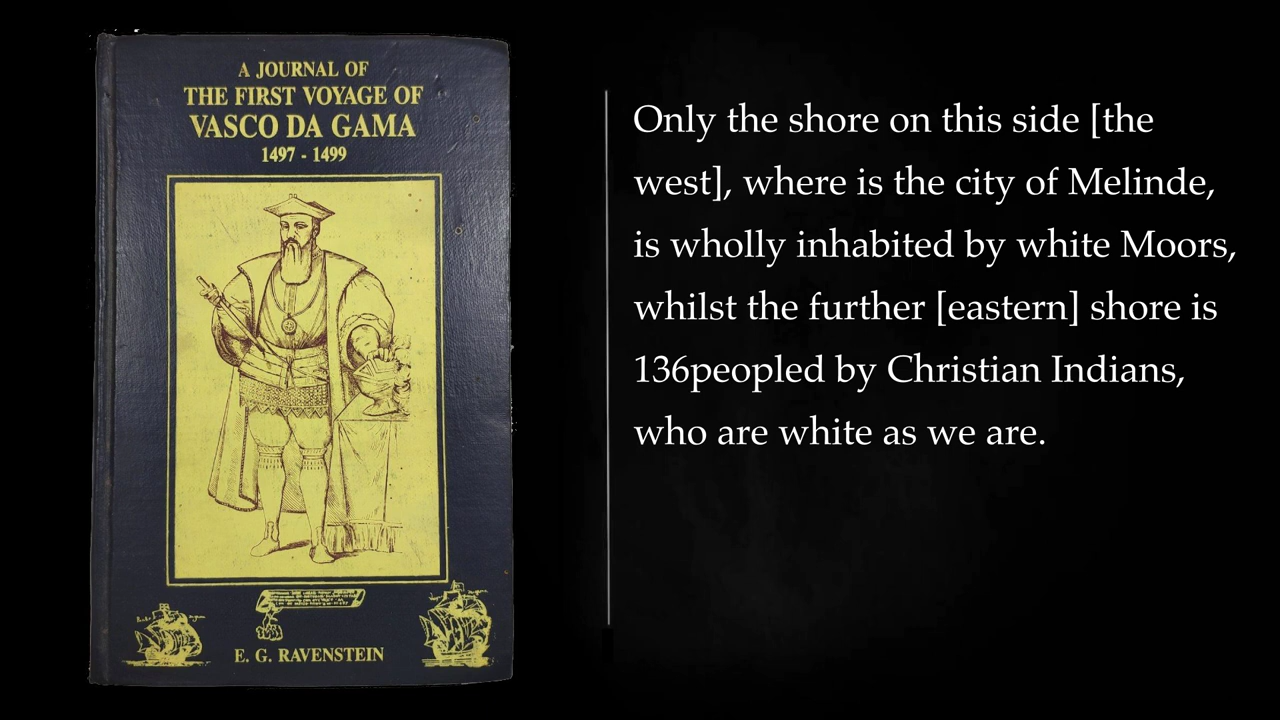 A JOURNAL OF
THE FIRST VOYAGE OF
VASCO DA GAMA
1497 - 1499
E. G. RAVENSTEIN
Only the shore on this side [the
west], where is the city of Melinde,
is wholly inhabited by white Moors,
whilst the further [eastern] shore is
136peopled by Christian Indians,
who are white as we are.